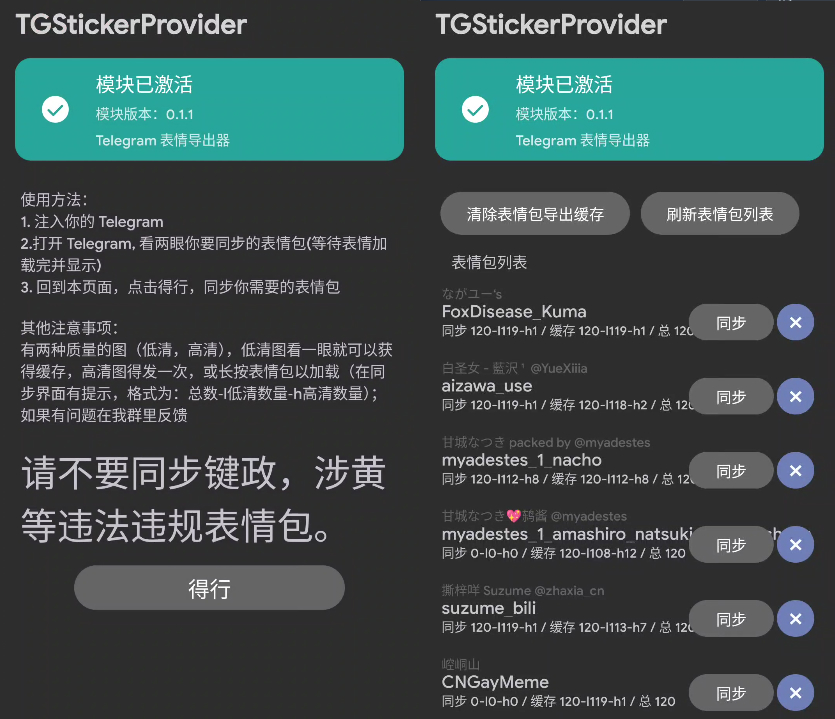 TGStickerProvider
模块已激活
模块版本：0.1.1
Telegram 表情导出器
使用方法：
1. 注入你的 Telegram
2.打开 Telegram, 看两眼你要同步的表情包(等待表情加
载完并显示)
3. 回到本页面，点击得行，同步你需要的表情包
其他注意事项：
有两种质量的图（低清，高清），低清图看一眼就可以获
得缓存，高清图得发一次，或长按表情包以加载（在同
步界面有提示，格式为：总数-l低清数量-h高清数量）；
如果有问题在我群里反馈
请不要同步键政，涉黄
等违法违规表情包。
得行
TGStickerProvider
模块已激活
模块版本：0.1.1
Telegram 表情导出器
清除表情包导出缓存
刷新表情包列表
表情包列表
ながユー's
FoxDisease_Kuma
同步 120-l119-h1 / 缓存 120-l119-h1 / 总 120
同步
白圣女 - 藍沢 @YueXiiia
aizawa_use
同步 120-l119-h1 / 缓存 120-l118-h2 / 总 120
同步
甘城なつき packed by @myadestes
myadestes_1_nacho
同步 120-l112-h8 / 缓存 120-l112-h8 / 总 120
同步
甘城なつき💖鹞酱 @myadestes
myadestes_1_amashiro_natsuki
同步 0-l0-h0 / 缓存 120-l108-h12 / 总 120
同步
撕梓咩 Suzume @zhaxia_cn
suzume_bili
同步 120-l119-h1 / 缓存 120-l113-h7 / 总 120
同步
崆峒山
CNGayMeme
同步 0-l0-h0 / 缓存 120-l119-h1 / 总 120
同步